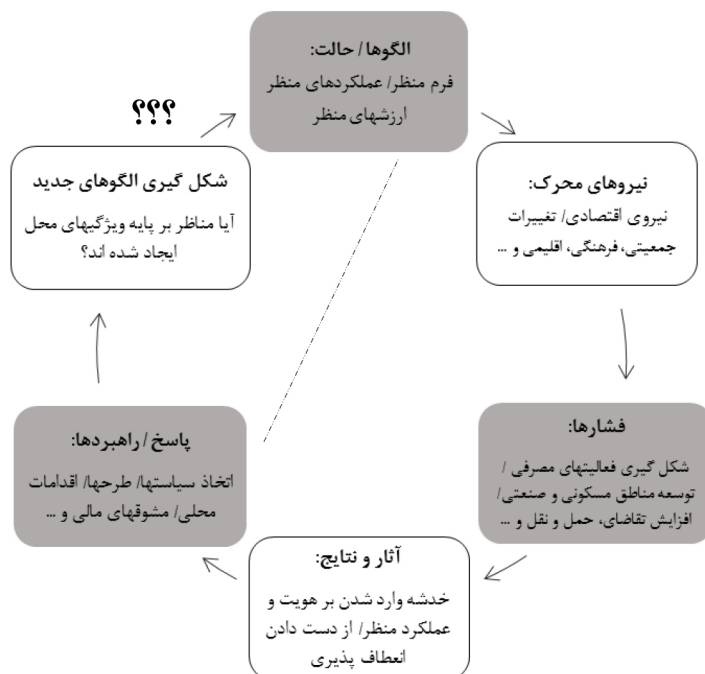 الگوها / حالت:
فرم منظر/ عملکردهای منظر
ارزشهای منظر
نیروهای محرک:
نیروی اقتصادی/ تغییرات
جمعیتی، فرهنگی، اقلیمی و ...
فشارها:
شکل گیری فعالیتهای مصرفی /
توسعه مناطق مسکونی و صنعتی/
افزایش تقاضای، حمل و نقل و ...
آثار و نتایج:
خدشه وارد شدن بر هویت و
عملکرد منظر/ از دست دادن
انعطاف پذیری
پاسخ / راهبردها:
اتخاذ سیاستها/ طرحها/ اقدامات
محلی/ مشوقهای مالی و ...
شکل گیری الگوهای جدید
آیا مناظر بر پایه ویژگیهای محل
ایجاد شده اند؟
؟؟؟